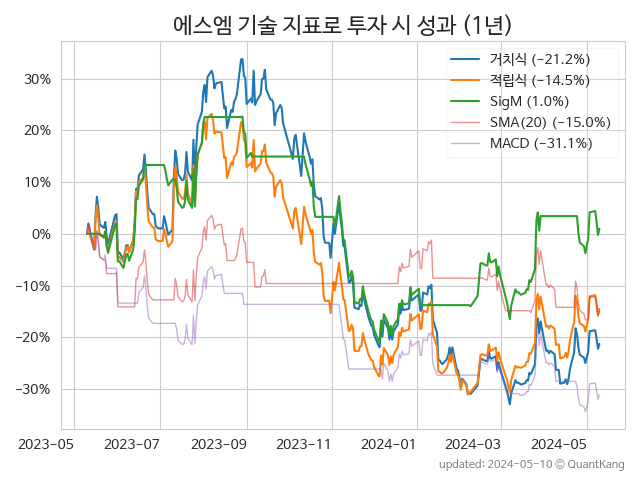 에스엠 기술 지표로 투자 시 성과 (1년)
거치식 (-21.2%)
적립식 (-14.5%)
SigM (1.0%)
SMA(20) (-15.0%)
MACD (-31.1%)
30%
20%
10%
0%
-10%
-20%
-30%
2023-05 2023-07 2023-09 2023-11 2024-01 2024-03 2024-05
updated: 2024-05-10 © QuantKang